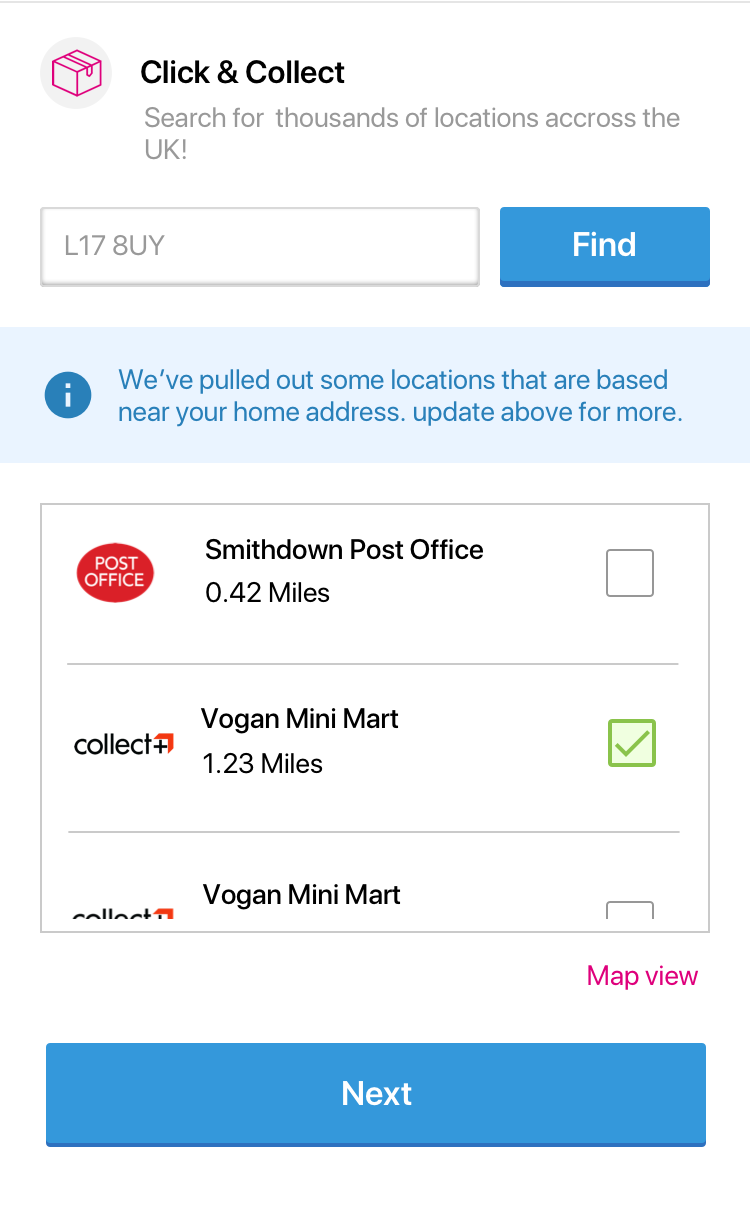 Click & Collect
Search for thousands of locations accross the
UK!
L17 8UY
Find
i
We’ve pulled out some locations that are based
near your home address. update above for more.
POST
OFFICE
Smithdown Post Office
0.42 Miles
collect+
Vogan Mini Mart
1.23 Miles
collect+
Vogan Mini Mart
Map view
Next